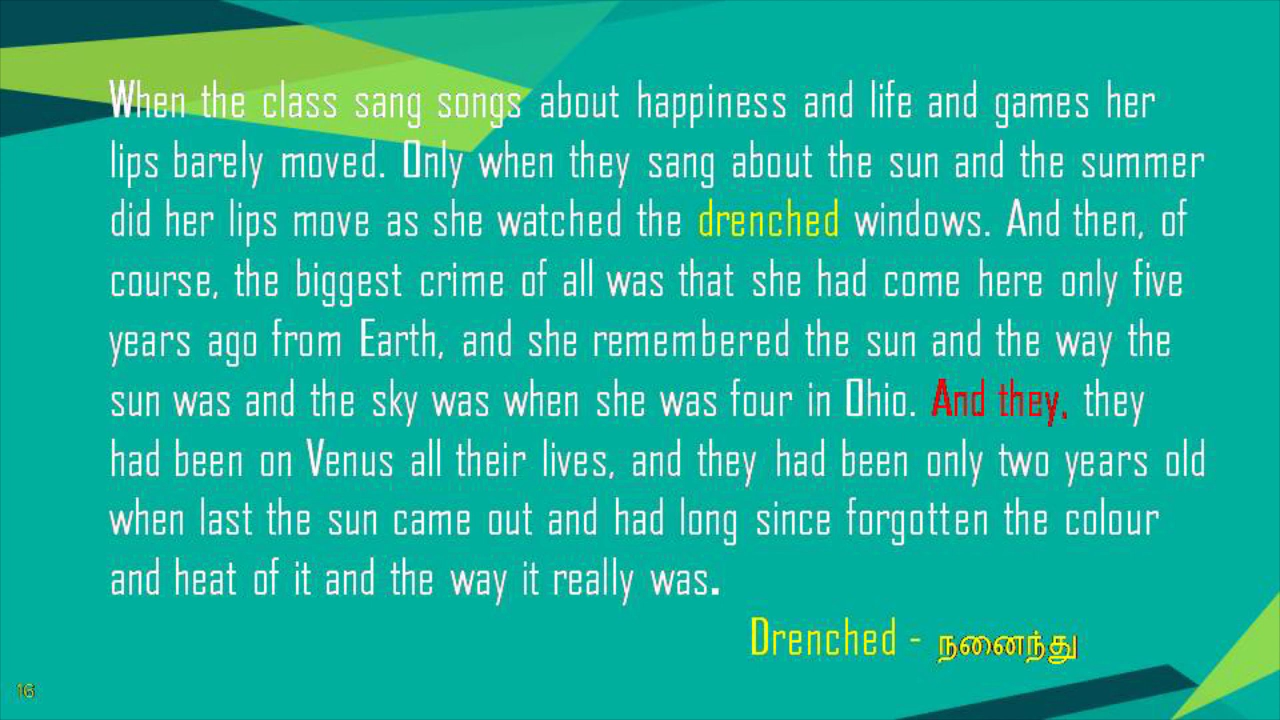 When the class sang songs about happiness and life and games her
lips barely moved. Only when they sang about the sun and the summer
did her lips move as she watched the drenched windows. And then, of
course, the biggest crime of all was that she had come here only five
years ago from Earth, and she remembered the sun and the way the
sun was and the sky was when she was four in Ohio. And they, they
had been on Venus all their lives, and they had been only two years old
when last the sun came out and had long since forgotten the colour
and heat of it and the way it really was.
Drenched - நனைந்து
16